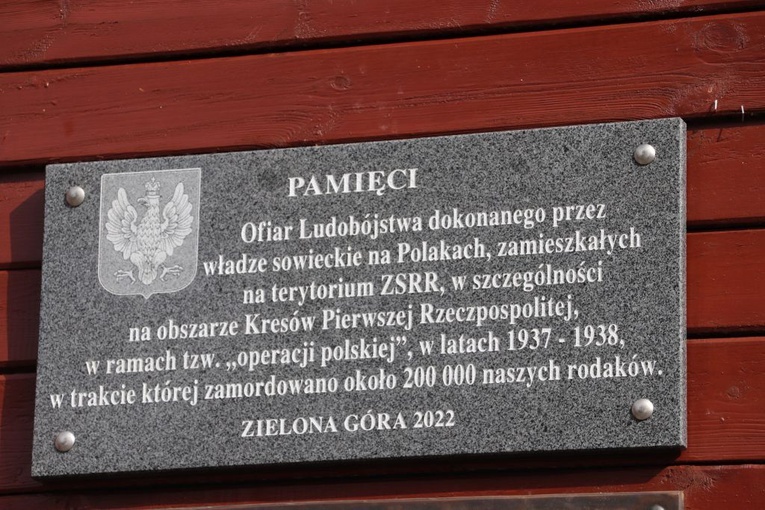 PAMIĘCI
Ofiar Ludobójstwa dokonanego przez
władze sowieckie na Polakach, zamieszkałych
na terytorium ZSRR, w szczególności
na obszarze Kresów Pierwszej Rzeczpospolitej,
w ramach tzw. „operacji polskiej”, w latach 1937 - 1938,
w trakcie której zamordowano około 200 000 naszych rodaków.
ZIELONA GÓRA 2022